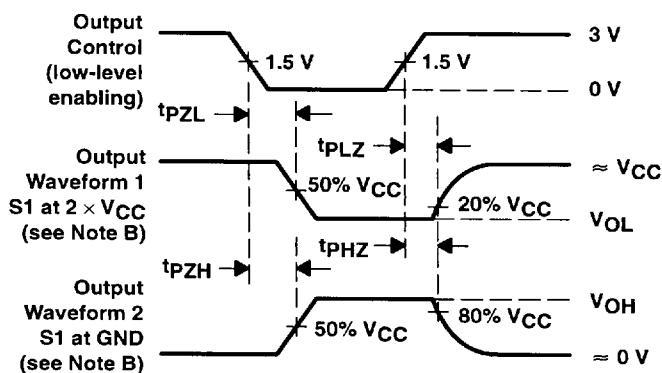 Output
Control
(low-level
enabling)
1.5 V
1.5 V
3 V
0 V
tPZL
tPLZ
Output
Waveform 1
S1 at 2 × VCC
(see Note B)
50% VCC
20% VCC
≈ VCC
VOL
tPHZ
tPZH
Output
Waveform 2
S1 at GND
(see Note B)
50% VCC
80% VCC
VOH
≈ 0 V